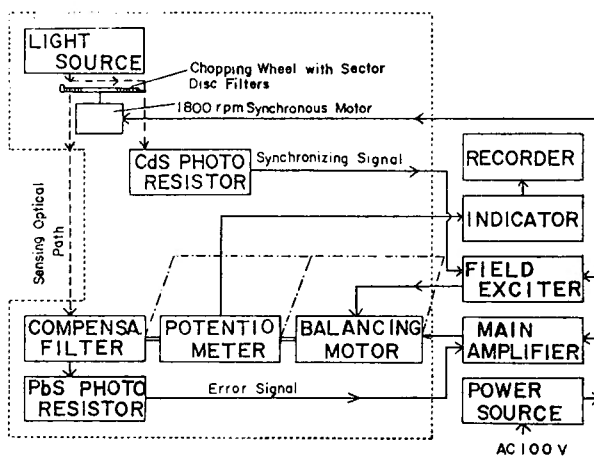 LIGHT
SOURCE
Chopping Wheel with Sector
Disc Filters
1800 rpm Synchronous Motor
CdS PHOTO
RESISTOR
Synchronizing Signal
RECORDER
INDICATOR
Sensing Optical
Path
FIELD
EXCITER
COMPENSA.
FILTER
POTENTIO
METER
BALANCING
MOTOR
MAIN
AMPLIFIER
PbS PHOTO
RESISTOR
Error Signal
POWER
SOURCE
AC 100 V